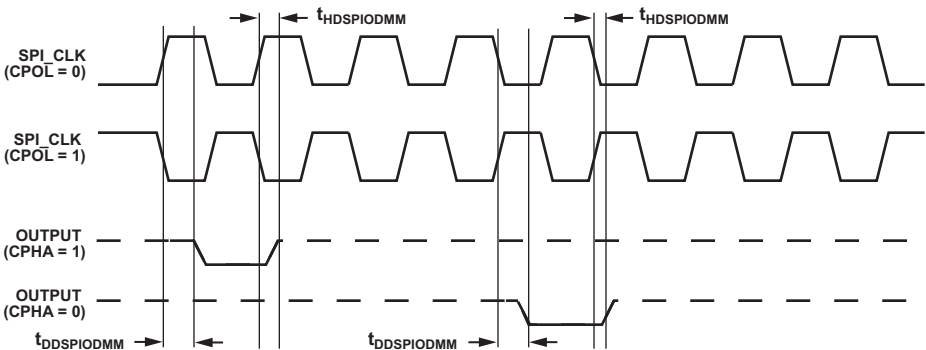 tHDSPIODMM
tHDSPIODMM
SPI_CLK
(CPOL = 0)
SPI_CLK
(CPOL = 1)
OUTPUT
(CPHA = 1)
OUTPUT
(CPHA = 0)
tDDSPIODMM
tDDSPIODMM